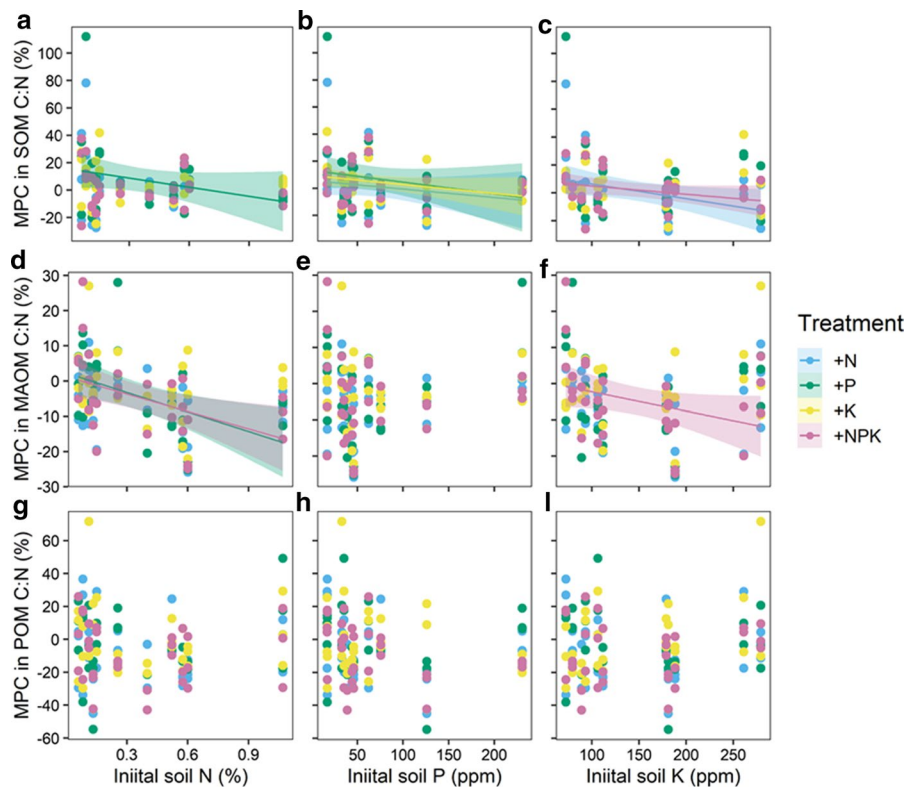 a
b
c
MPC in SOM C:N (%)
100
80
60
40
20
0
-20
d
e
f
MPC in MAOM C:N (%)
30
20
10
0
-10
-20
-30
g
h
I
MPC in POM C:N (%)
60
40
20
0
-20
-40
-60
0.3
0.6
0.9
50
100
150
200
100
150
200
250
Iniital soil N (%)
Iniital soil P (ppm)
Iniital soil K (ppm)
Treatment
+N
+P
+K
+NPK